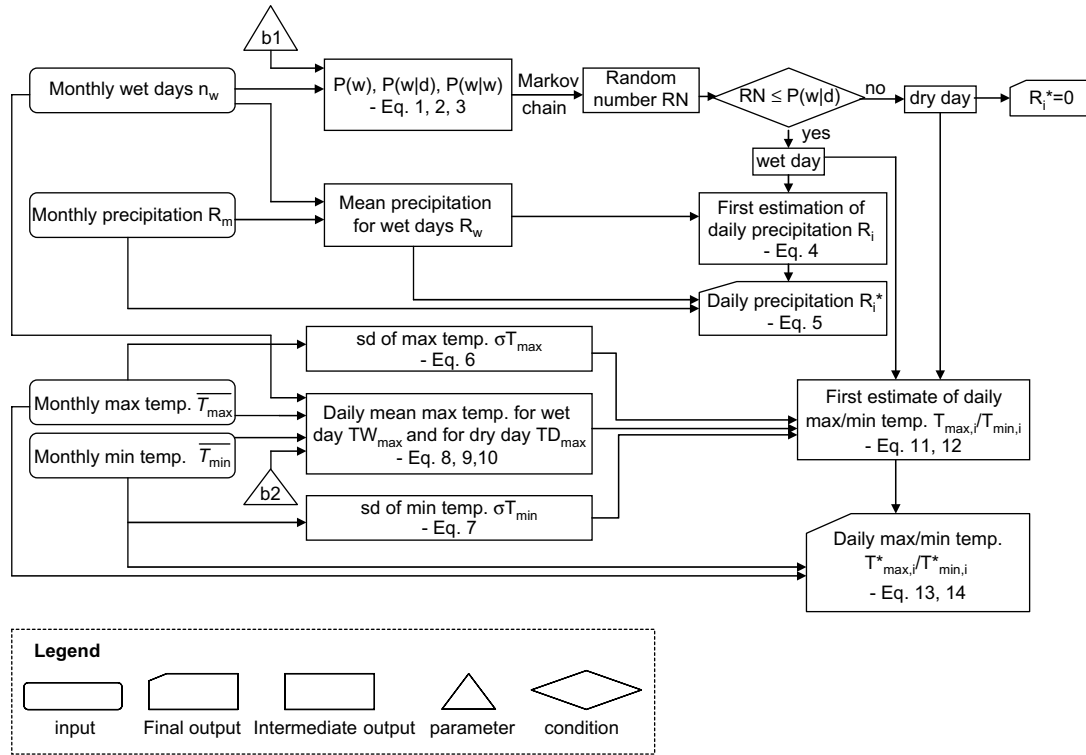 b1
Monthly wet days n_w
P(w), P(w|d), P(w|w)
- Eq. 1, 2, 3
Markov
chain
Random
number RN
RN ≤ P(w|d)
no
dry day
R_i*=0
yes
wet day
Monthly precipitation R_m
Mean precipitation
for wet days R_w
First estimation of
daily precipitation R_i
- Eq. 4
Daily precipitation R_i*
- Eq. 5
sd of max temp. σT_max
- Eq. 6
Monthly max temp. T̅_max
Monthly min temp. T̅_min
Daily mean max temp. for wet
day TW_max and for dry day TD_max
- Eq. 8, 9,10
b2
sd of min temp. σT_min
- Eq. 7
First estimate of daily
max/min temp. T_max,i/T_min,i
- Eq. 11, 12
Daily max/min temp.
T*_max,i/T*_min,i
- Eq. 13, 14
Legend
input
Final output
Intermediate output
parameter
condition